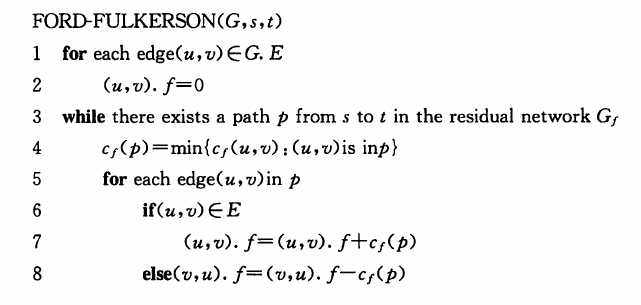 FORD-FULKERSON(G,s,t)
1 for each edge(u,v)∈G. E
2 (u,v). f=0
3 while there exists a path p from s to t in the residual network G_f
4 c_f(p)=min{c_f(u,v):(u,v)is inp}
5 for each edge(u,v)in p
6 if(u,v)∈E
7 (u,v). f=(u,v). f+c_f(p)
8 else(v,u). f=(v,u). f−c_f(p)